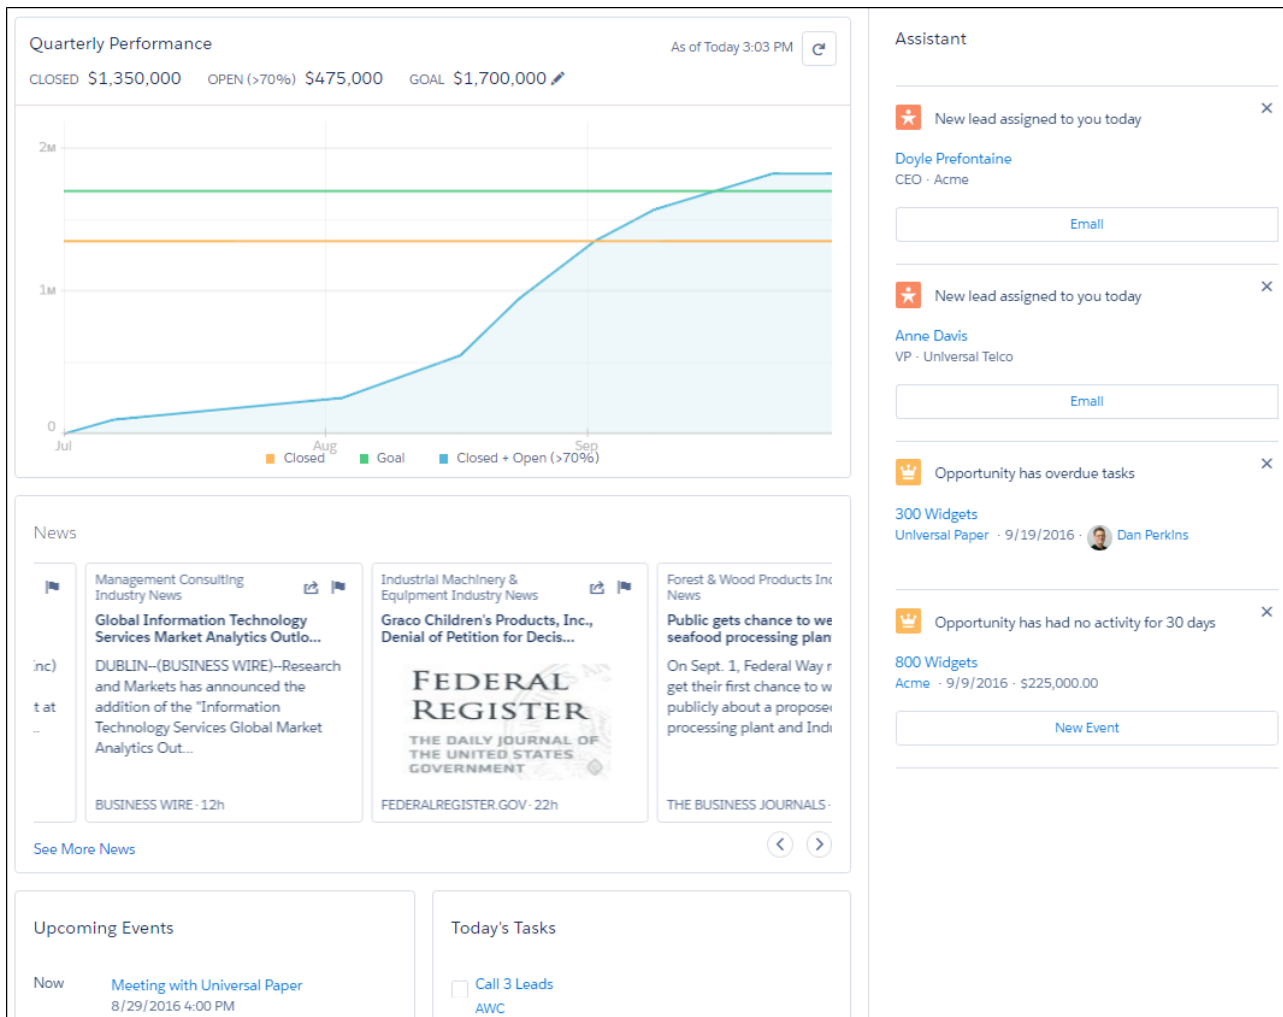 Quarterly Performance
As of Today 3:03 PM
CLOSED $1,350,000 OPEN (>70%) $475,000 GOAL $1,700,000
2M
1M
0
Jul Aug Sep
Closed Goal Closed + Open (>70%)
News
Inc)
t at
..
Management Consulting
Industry News
Global Information Technology
Services Market Analytics Outlo...
DUBLIN--(BUSINESS WIRE)--Research
and Markets has announced the
addition of the "Information
Technology Services Global Market
Analytics Out...
BUSINESS WIRE · 12h
Industrial Machinery &
Equipment Industry News
Graco Children's Products, Inc.,
Denial of Petition for Decis...
FEDERAL
REGISTER
THE DAILY JOURNAL OF
THE UNITED STATES
GOVERNMENT
FEDERALREGISTER.GOV · 22h
Forest & Wood Products Inc
News
Public gets chance to we
seafood processing plan
On Sept. 1, Federal Way r
get their first chance to w
publicly about a propose
processing plant and Ind
THE BUSINESS JOURNALS ·
See More News
Upcoming Events
Now
Meeting with Universal Paper
8/29/2016 4:00 PM
Today's Tasks
Call 3 Leads
AWC
Assistant
New lead assigned to you today
Doyle Prefontaine
CEO · Acme
Email
New lead assigned to you today
Anne Davis
VP · Universal Telco
Email
Opportunity has overdue tasks
300 Widgets
Universal Paper · 9/19/2016 · Dan Perkins
Opportunity has had no activity for 30 days
800 Widgets
Acme · 9/9/2016 · $225,000.00
New Event